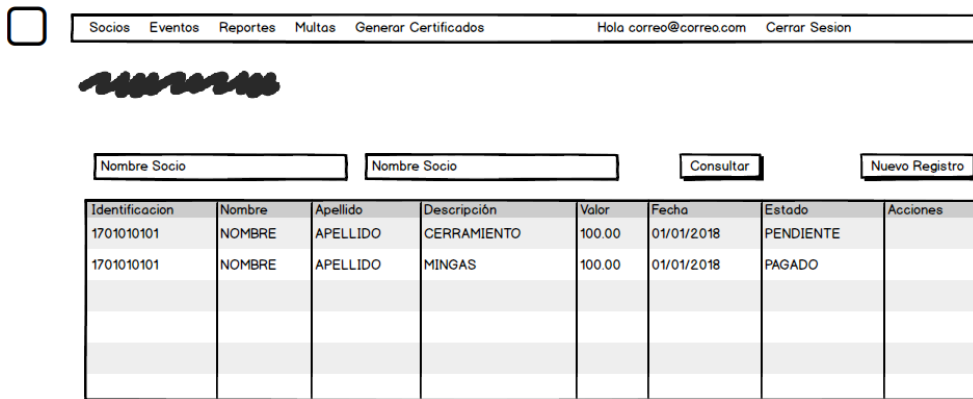 Socios Eventos Reportes Multas Generar Certificados Hola correo@correo.com Cerrar Sesion
Nombre Socio Nombre Socio Consultar Nuevo Registro
Identificacion Nombre Apellido Descripción Valor Fecha Estado Acciones
1701010101 NOMBRE APELLIDO CERRAMIENTO 100.00 01/01/2018 PENDIENTE
1701010101 NOMBRE APELLIDO MINGAS 100.00 01/01/2018 PAGADO